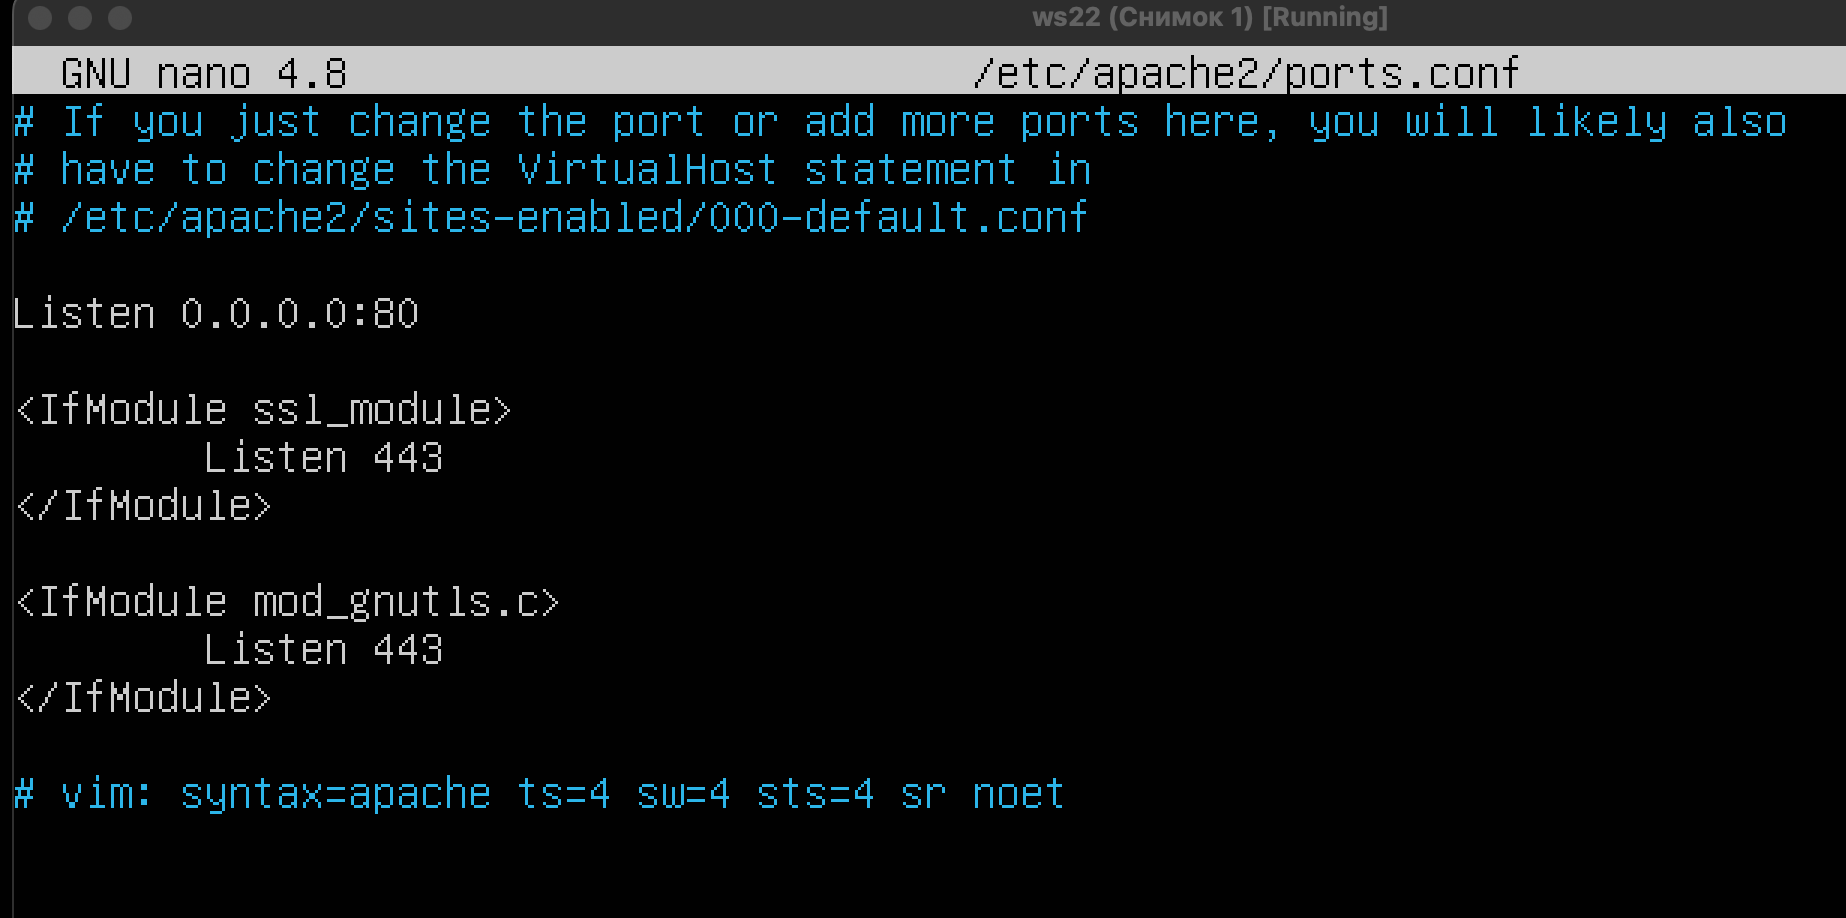 ws22 (Снимок 1) [Running]
GNU nano 4.8 /etc/apache2/ports.conf
# If you just change the port or add more ports here, you will likely also
# have to change the VirtualHost statement in
# /etc/apache2/sites-enabled/000-default.conf
Listen 0.0.0.0:80
<IfModule ssl_module>
Listen 443
</IfModule>
<IfModule mod_gnutls.c>
Listen 443
</IfModule>
# vim: syntax=apache ts=4 sw=4 sts=4 sr noet